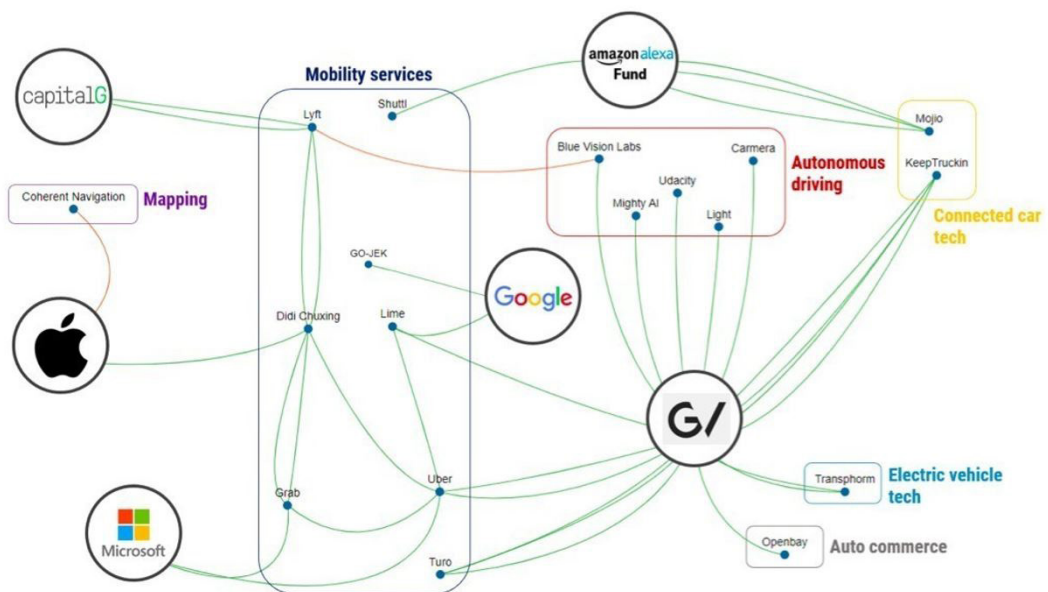 amazon alexa
Fund
capitalG
Mobility services
Shuttl
Lyft
Mojio
Blue Vision Labs
Carmera
Autonomous
driving
KeepTruckin
Udacity
Coherent Navigation
Mapping
Mighty AI
Light
Connected car
tech
GO-JEK
Google
Didi Chuxing
Lime
G/
Uber
Transphorm
Electric vehicle
tech
Grab
Microsoft
Openbay
Auto commerce
Turo